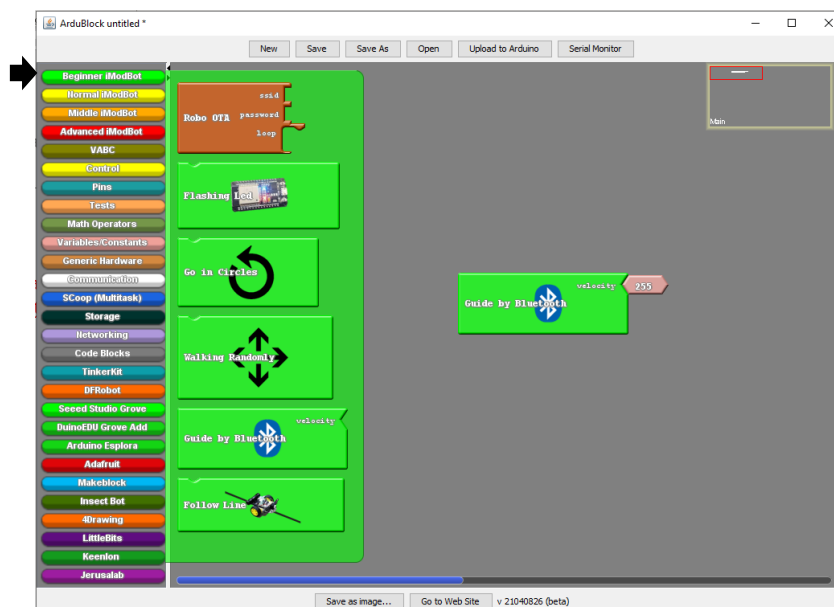 ArduBlock untitled *
New Save Save As Open Upload to Arduino Serial Monitor
Beginner iModBot
Normal iModBot
Middle iModBot
Advanced iModBot
VABC
Control
Pins
Tests
Math Operators
Variables/Constants
Generic Hardware
Communication
SCoop (Multitask)
Storage
Networking
Code Blocks
TinkerKit
DFRobot
Seeed Studio Grove
DuinoEDU Grove Add
Arduino Esplora
Adafruit
Makeblock
Insect Bot
4Drawing
LittleBits
Keenlon
Jerusalab
ssid
Robo OTA password
loop
Flashing Led
Go in Circles
Walking Randomly
velocity
Guide by Bluetooth
Follow Line
velocity 255
Guide by Bluetooth
Main
Save as image... Go to Web Site v 21040826 (beta)